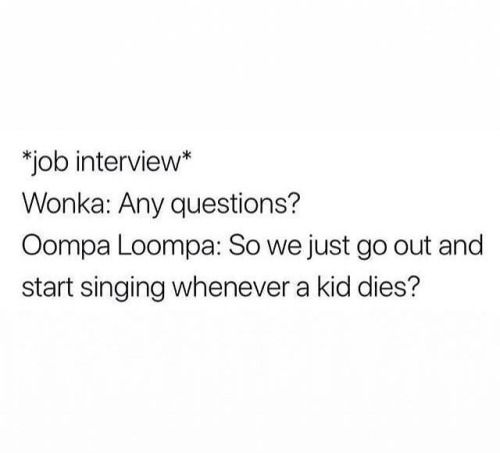 *job interview*
Wonka: Any questions?
Oompa Loompa: So we just go out and
start singing whenever a kid dies?